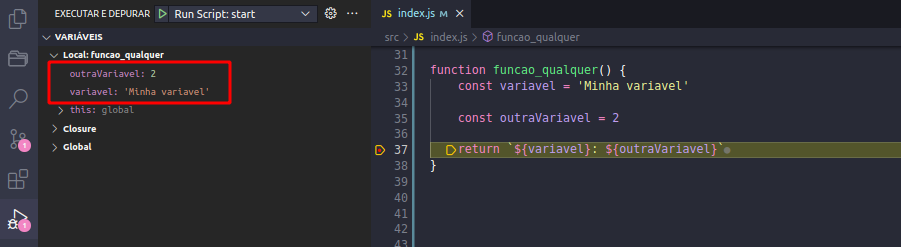 EXECUTAR E DEPURAR
Run Script: start
VARIÁVEIS
Local: funcao_qualquer
outraVariavel: 2
variavel: 'Minha variavel'
this: global
Closure
Global
1
1
JS index.js M
src > JS index.js > funcao_qualquer
31
32 function funcao_qualquer() {
33 const variavel = 'Minha variavel'
34
35 const outraVariavel = 2
36
37 return `${variavel}: ${outraVariavel}`
38 }
39
40
41
42
43